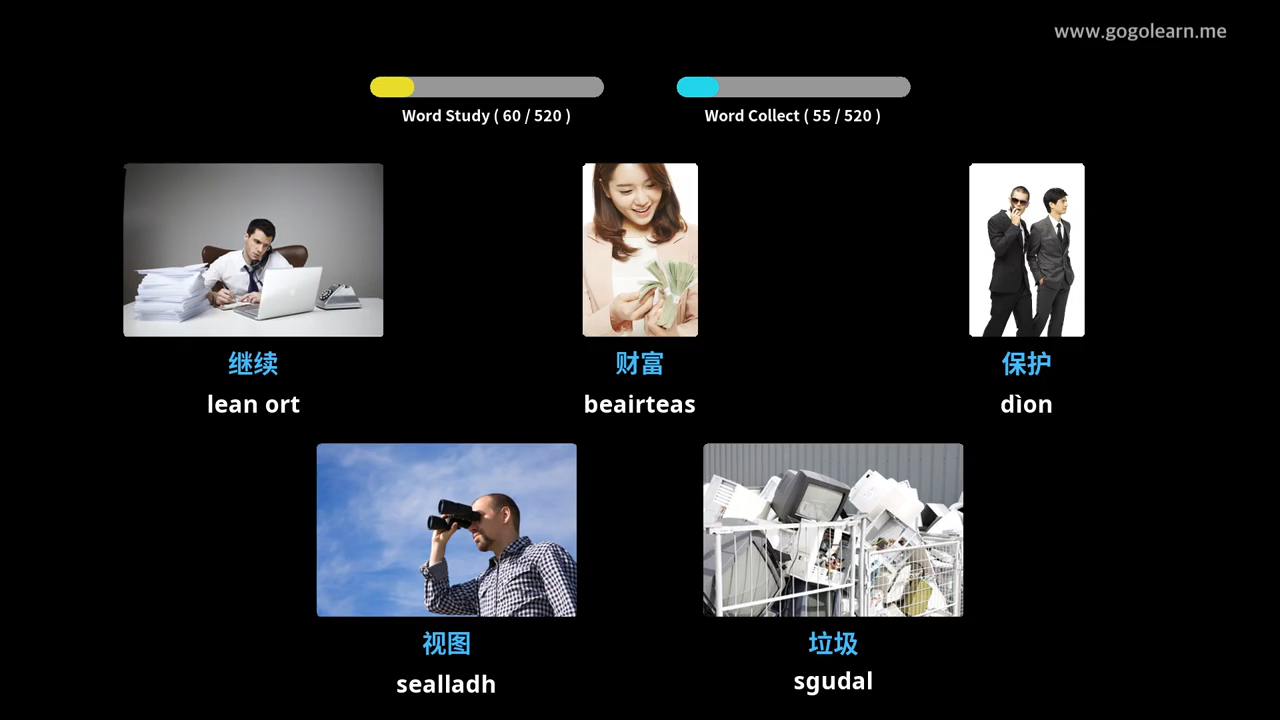 www.gogolearn.me
Word Study ( 60 / 520 )
Word Collect ( 55 / 520 )
继续
lean ort
财富
beairteas
保护
dìon
视图
sealladh
垃圾
sgudal